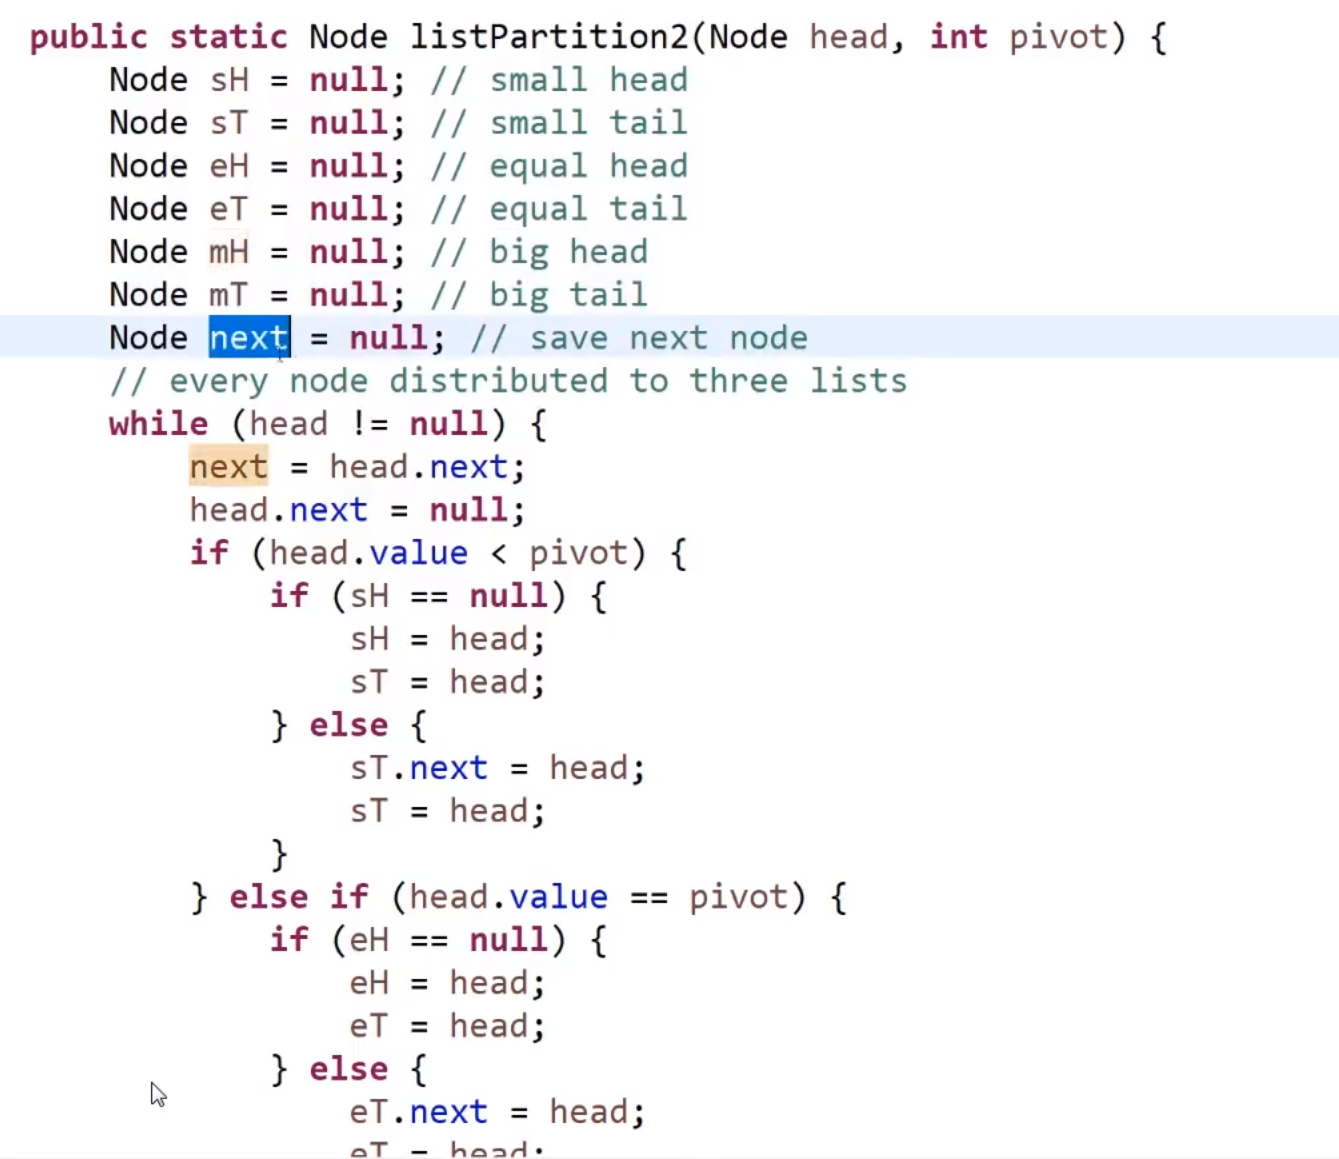 public static Node listPartition2(Node head, int pivot) {
    Node sH = null; // small head
    Node sT = null; // small tail
    Node eH = null; // equal head
    Node eT = null; // equal tail
    Node mH = null; // big head
    Node mT = null; // big tail
    Node next = null; // save next node
    // every node distributed to three lists
    while (head != null) {
        next = head.next;
        head.next = null;
        if (head.value < pivot) {
            if (sH == null) {
                sH = head;
                sT = head;
            } else {
                sT.next = head;
                sT = head;
            }
        } else if (head.value == pivot) {
            if (eH == null) {
                eH = head;
                eT = head;
            } else {
                eT.next = head;
                eT = head;